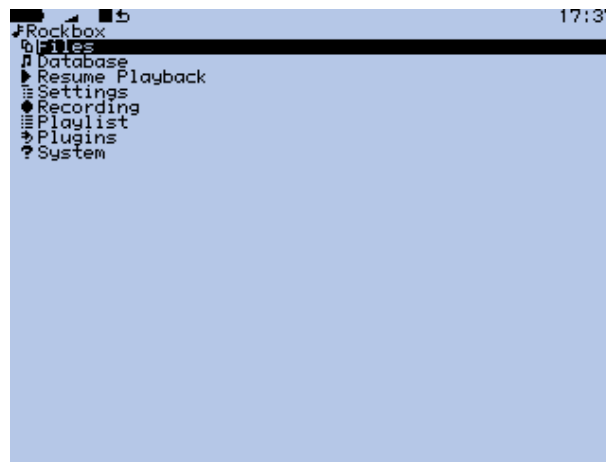 17:3
Rockbox
Files
Database
Resume Playback
Settings
Recording
Playlist
Plugins
System